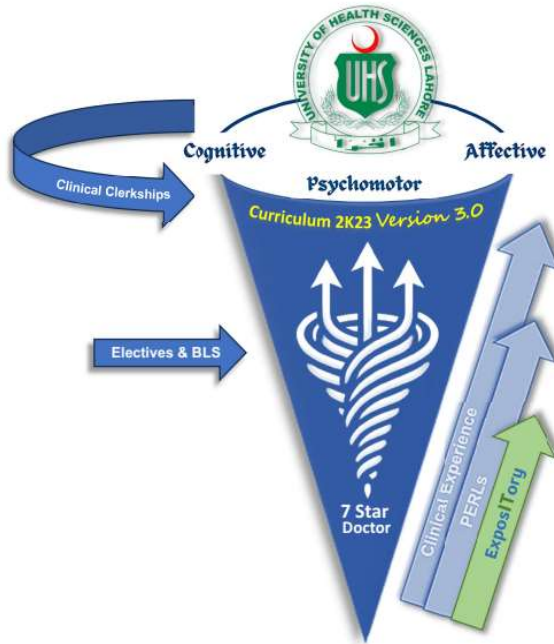 UNIVERSITY OF HEALTH SCIENCES LAHORE
UHS
Cognitive
Affective
Psychomotor
Clinical Clerkships
Curriculum 2K23 Version 3.0
Electives & BLS
7 Star
Doctor
Clinical Experience
PERLs
ExposITory